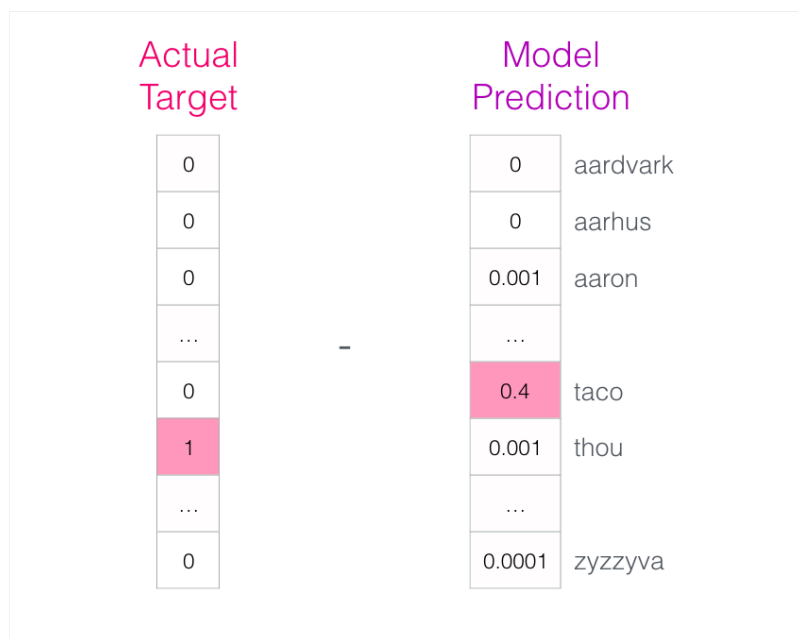 Actual Target
Model Prediction
0 0 aardvark
0 0 aarhus
0 0.001 aaron
... ...
-
0 0.4 taco
1 0.001 thou
... ...
0 0.0001 zyzzyva